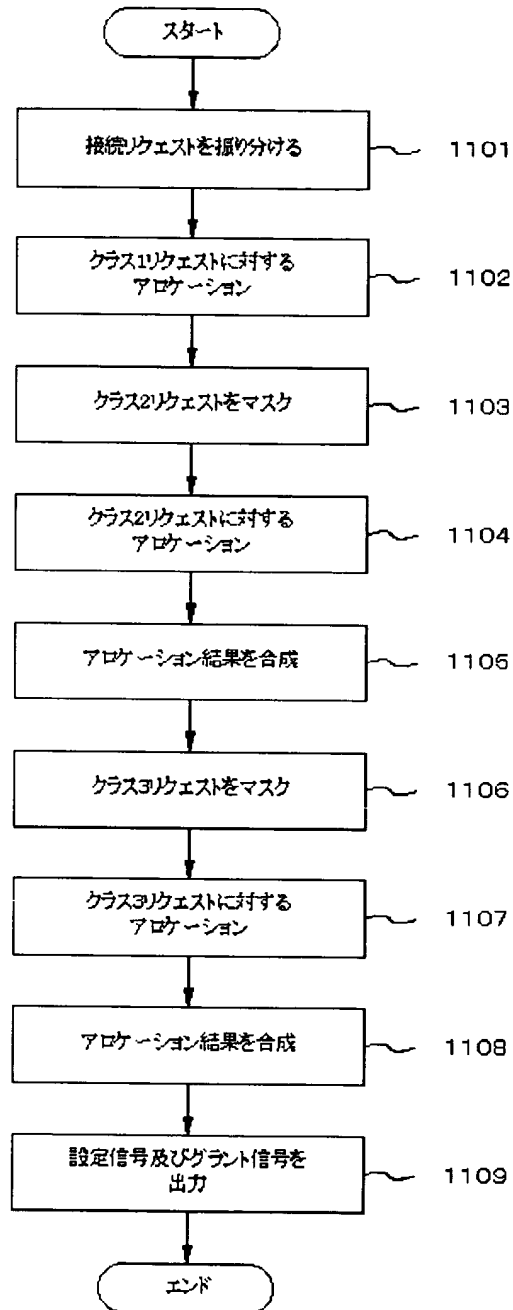 スタート
接続リクエストを振り分ける
1101
クラス1リクエストに対する
アロケーション
1102
クラス2リクエストをマスク
1103
クラス2リクエストに対する
アロケーション
1104
アロケーション結果を合成
1105
クラス3リクエストをマスク
1106
クラス3リクエストに対する
アロケーション
1107
アロケーション結果を合成
1108
設定信号及びグラント信号を
出力
1109
エンド